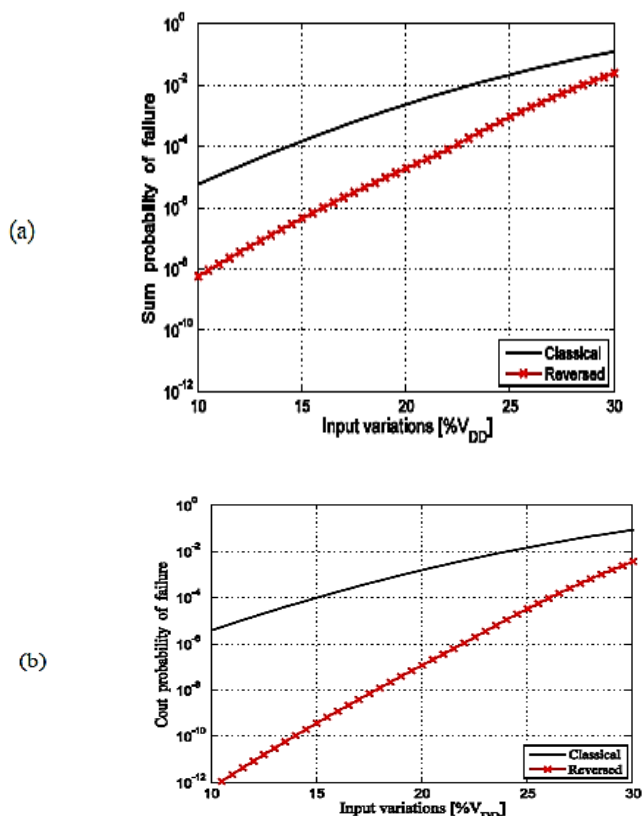 (a)
Sum probability of failure
10^0
10^-2
10^-4
10^-6
10^-8
10^-10
10^-12
10 15 20 25 30
Input variations [%V_DD]
Classical
Reversed
(b)
Cout probability of failure
10^0
10^-2
10^-4
10^-6
10^-8
10^-10
10^-12
10 15 20 25 30
Input variations [%V_DD]
Classical
Reversed